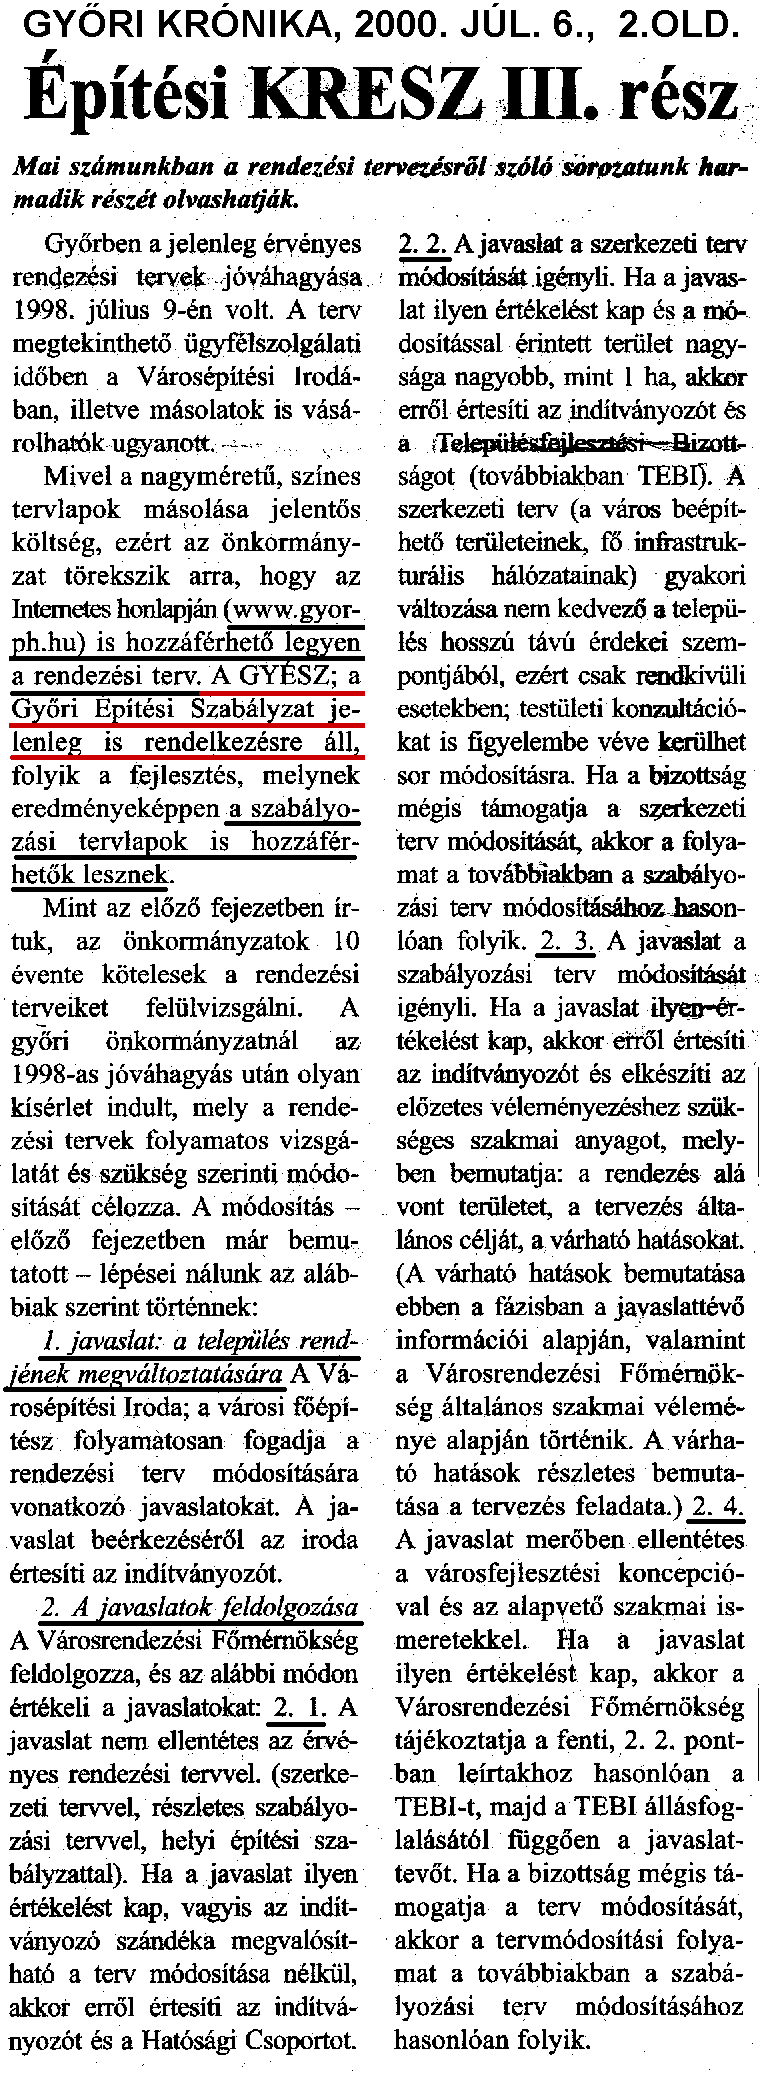 GYŐRI KRÓNIKA, 2000. JÚL. 6., 2.OLD.
Építési KRESZ III. rész
Mai számunkban a rendezési tervezésről szóló sorozatunk har-
madik részét olvashatják.
Győrben a jelenleg érvényes
rendezési tervek jóváhagyása
1998. július 9-én volt. A terv
megtekinthető ügyfélszolgálati
időben a Városépítési Irodá-
ban, illetve másolatok is vásá-
rolhatók ugyanott.
Mivel a nagyméretű, színes
tervlapok másolása jelentős
költség, ezért az önkormány-
zat törekszik arra, hogy az
Internetes honlapján (www.gyor-
ph.hu) is hozzáférhető legyen
a rendezési terv. A GYÉSZ; a
Győri Építési Szabályzat je-
lenleg is rendelkezésre áll,
folyik a fejlesztés, melynek
eredményeképpen a szabályo-
zási tervlapok is hozzáfér-
hetők lesznek.
Mint az előző fejezetben ír-
tuk, az önkormányzatok 10
évente kötelesek a rendezési
terveiket felülvizsgálni. A
győri önkormányzatnál az
1998-as jóváhagyás után olyan
kísérlet indult, mely a rende-
zési tervek folyamatos vizsgá-
latát és szükség szerinti módo-
sítását célozza. A módosítás –
előző fejezetben már bemu-
tatott – lépései nálunk az aláb-
biak szerint történnek:
1. javaslat: a település rend-
jének megváltoztatására A Vá-
rosépítési Iroda; a városi főépí-
tész folyamatosan fogadja a
rendezési terv módosítására
vonatkozó javaslatokat. A ja-
vaslat beérkezéséről az iroda
értesíti az indítványozót.
2. A javaslatok feldolgozása
A Városrendezési Főmérnökség
feldolgozza, és az alábbi módon
értékeli a javaslatokat: 2. 1. A
javaslat nem ellentétes az érvé-
nyes rendezési tervvel. (szerke-
zeti tervvel, részletes szabályo-
zási tervvel, helyi építési sza-
bályzattal). Ha a javaslat ilyen
értékelést kap, vagyis az indít-
ványozó szándéka megvalósít-
ható a terv módosítása nélkül,
akkor erről értesíti az indítvá-
nyozót és a Hatósági Csoportot.
2. 2. A javaslat a szerkezeti terv
módosítását igényli. Ha a javas-
lat ilyen értékelést kap és a mó-
dosítással érintett terület nagy-
sága nagyobb, mint 1 ha, akkor
erről értesíti az indítványozót és
a (Településfejlesztési Bizott-
ságot (továbbiakban TEBI). A
szerkezeti terv (a város beépít-
hető területeinek, fő infrastruk-
turális hálózatainak) gyakori
változása nem kedvező a telepü-
lés hosszú távú érdekei szem-
pontjából, ezért csak rendkívüli
esetekben; testületi konzultáció-
kat is figyelembe véve kerülhet
sor módosításra. Ha a bizottság
mégis támogatja a szerkezeti
terv módosítását, akkor a folya-
mat a továbbiakban a szabályo-
zási terv módosításához hason-
lóan folyik. 2. 3. A javaslat a
szabályozási terv módosítását
igényli. Ha a javaslat ilyen ér-
tékelést kap, akkor erről értesíti
az indítványozót és elkészíti az
előzetes véleményezéshez szük-
séges szakmai anyagot, mely-
ben bemutatja: a rendezés alá
vont területet, a tervezés álta-
lános célját, a várható hatásokat.
(A várható hatások bemutatása
ebben a fázisban a javaslattévő
információi alapján, valamint
a Városrendezési Főmérnök-
ség általános szakmai vélemé-
nye alapján történik. A várha-
tó hatások részletes bemuta-
tása a tervezés feladata.) 2. 4.
A javaslat merőben ellentétes
a városfejlesztési koncepció-
val és az alapvető szakmai is-
meretekkel. Ha a javaslat
ilyen értékelést kap, akkor a
Városrendezési Főmérnökség
tájékoztatja a fenti, 2. 2. pont-
ban leírtakhoz hasonlóan a
TEBI-t, majd a TEBI állásfog-
lalásától függően a javaslat-
tevőt. Ha a bizottság mégis tá-
mogatja a terv módosítását,
akkor a tervmódosítási folya-
mat a továbbiakban a szabá-
lyozási terv módosításához
hasonlóan folyik.